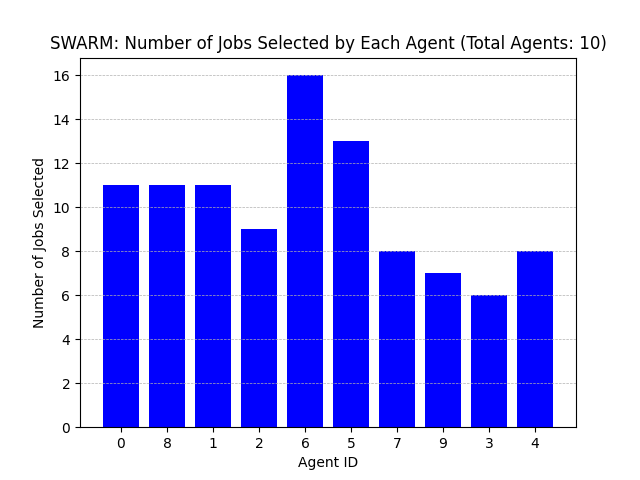 SWARM: Number of Jobs Selected by Each Agent (Total Agents: 10)
Number of Jobs Selected
16
14
12
10
8
6
4
2
0
0 8 1 2 6 5 7 9 3 4
Agent ID